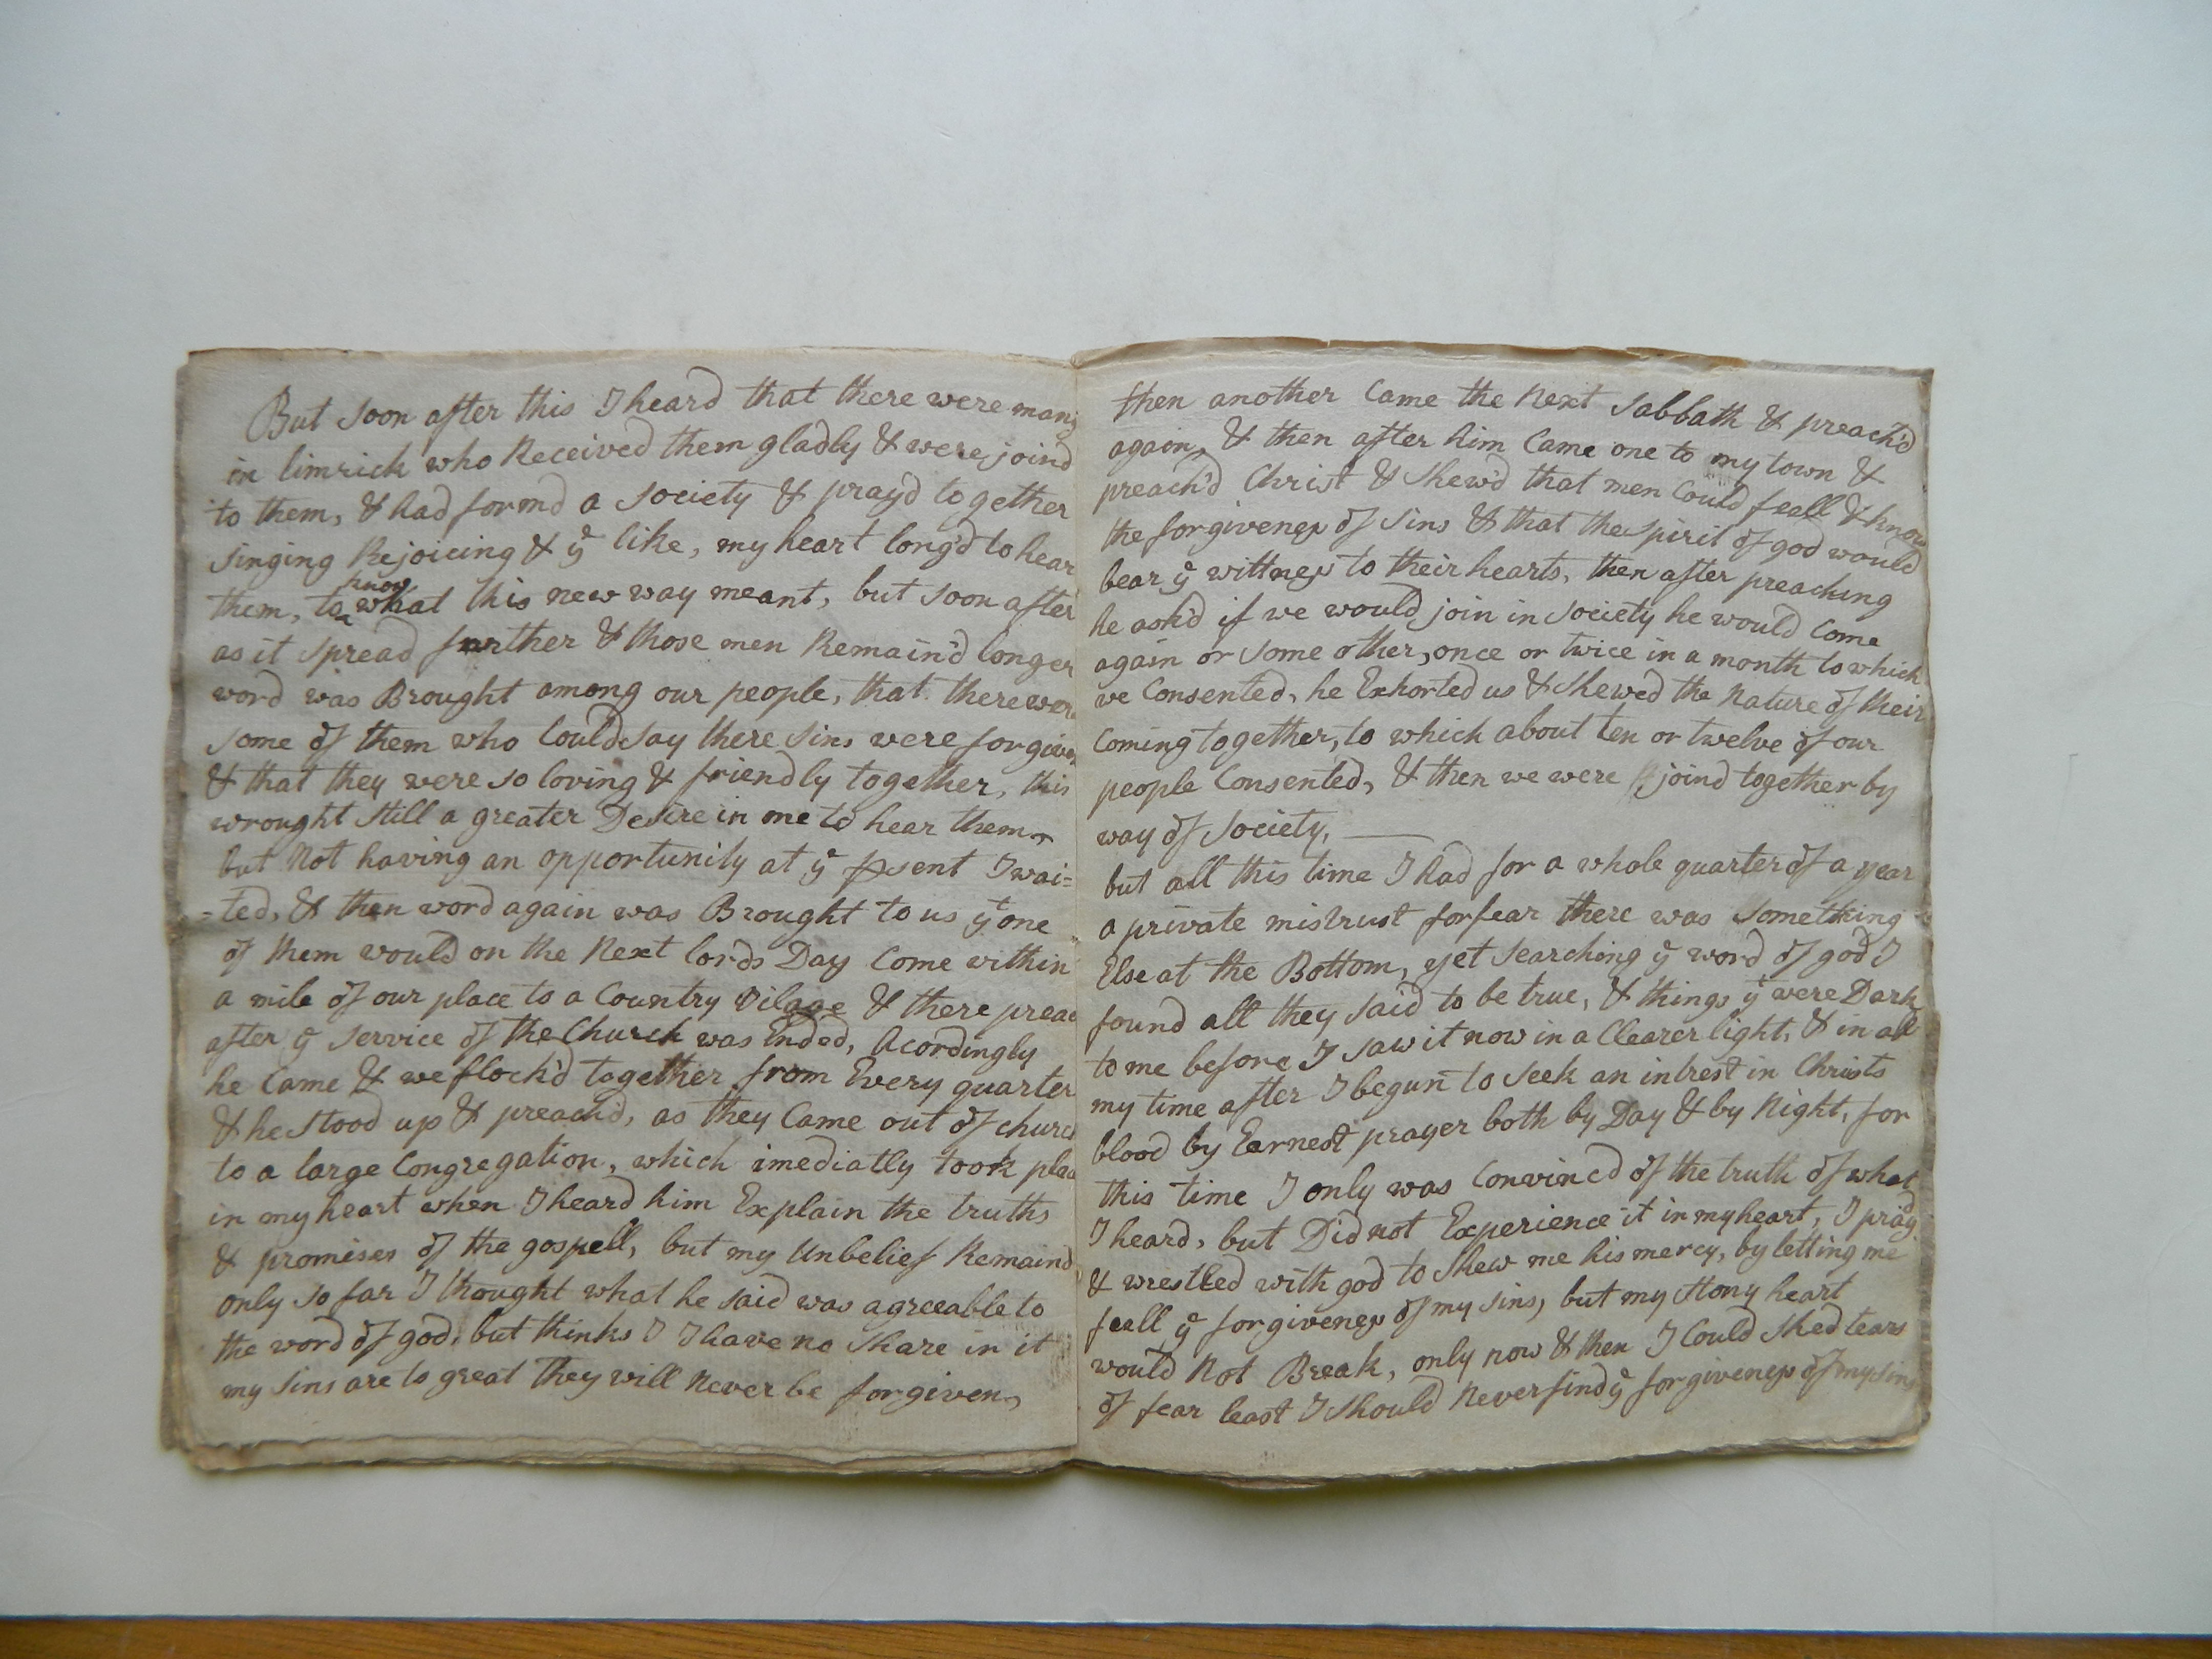 But soon after this I heard that there were many
in limrick who Received them gladly & were joind
to them, & had formd a society & pray'd together
singing Rejoicing & ye like, my heart long'd to hear
them, to know what this new way meant, but soon after
as it spread further & those men Remain'd longer
word was Brought among our people, that there were
some of them who Could say there sins were forgiven
& that they were so loving & friendly together, this
wrought still a greater Desire in me to hear them,
but Not having an opportunity at ye psent I wai=
=ted, & then word again was Brought to us yt one
of them would on the Next lords Day Come within
a mile of our place to a Country Vilage & there preac
after ye service of the Church was Ended, Acordingly
he Came & we flock'd together from Every quarter
& he stood up & preach'd, as they Came out of church
to a large Congregation, which imediatly took place
in my heart when I heard him Explain the truths
& promises of the gospell, but my Unbelief Remaind
only so far I thought what he said was agreeable to
the word of god, but thinks I I have no share in it
my sins are to great they will Never be forgiven,
then another Came the Next sabbath & preach'd
again, & then after him Came one to my town &
preach'd Christ & shew'd that men Could feall & know
the forgiveness of sins & that the spirit of god would
bear ye wittness to their hearts, then after preaching
he ask'd if we would join in society he would Come
again or some other, once or twice in a month to which
we Consented, he Exhorted us & shewed the Nature of their
Coming together, to which about ten or twelve of our
people Consented, & then we were joind together by
way of society,
but all this time I had for a whole quarter of a year
a private mistrust for fear there was something
Else at the Bottom, yet searching ye word of god I
found all they said to be true, & things yt were Dark
to me before I saw it now in a Clearer light, & in all
my time after I begun to seek an intrest in Christs
blood by Earnest prayer both by Day & by Night, for
this time I only was Convincd of the truth of what
I heard, but Did not Experience it in my heart, I pray'd
& wrestled with god to shew me his mercy, by letting me
feall ye forgiveness of my sins, but my stony heart
would Not Break, only now & then I Could shed tears
of fear least I should Never find ye forgiveness of my sins